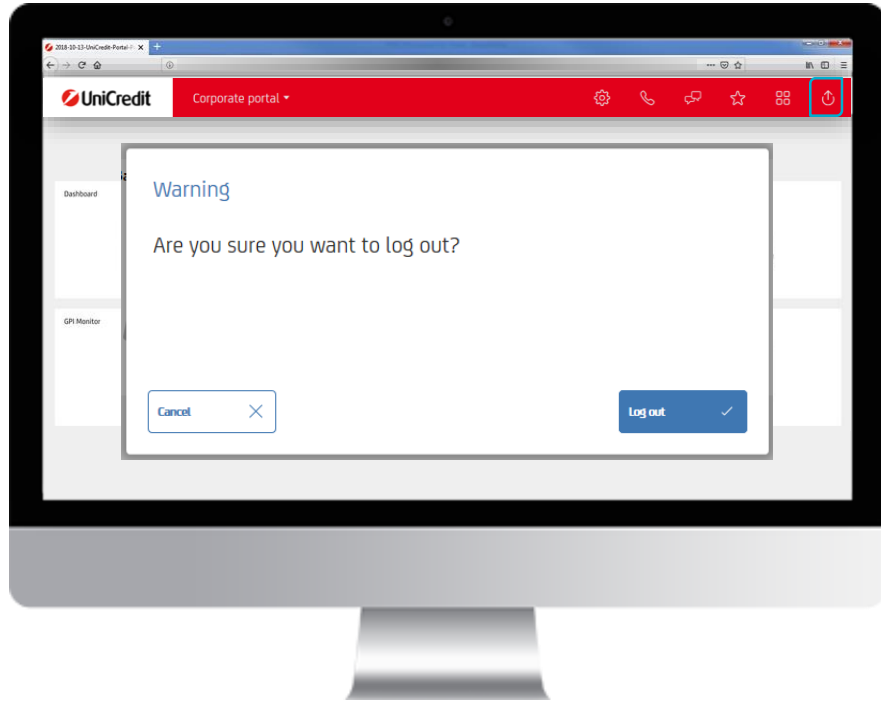 2018-10-13-UniCredit-Portal-P
UniCredit
Corporate portal
Warning
Dashboard
Are you sure you want to log out?
GPI Monitor
Cancel
Log out